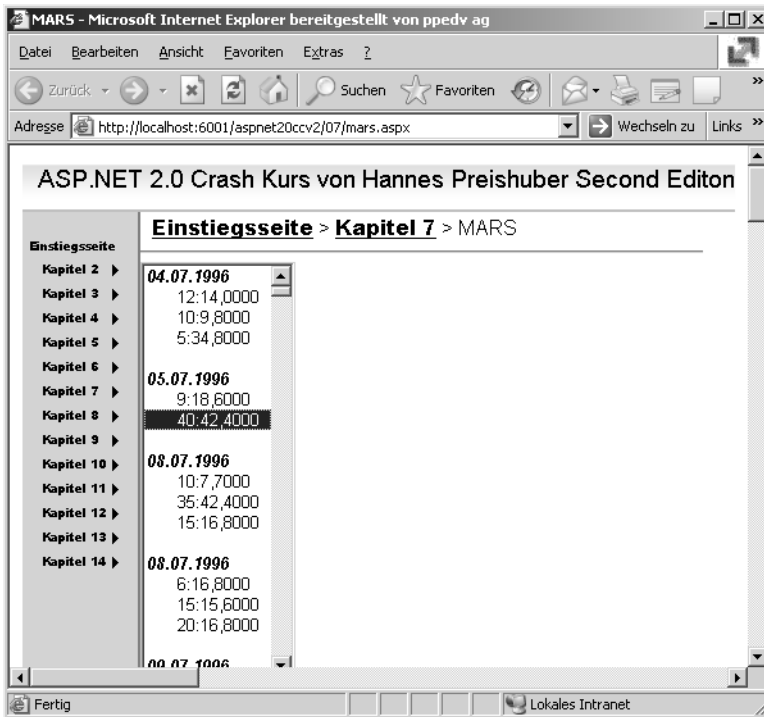 MARS - Microsoft Internet Explorer bereitgestellt von ppedv ag
Datei Bearbeiten Ansicht Favoriten Extras ?
Zurück Suchen Favoriten »
Adresse http://localhost:6001/aspnet20ccv2/07/mars.aspx Wechseln zu Links »
ASP.NET 2.0 Crash Kurs von Hannes Preishuber Second Editon
Einstiegsseite > Kapitel 7 > MARS
Einstiegsseite
Kapitel 2
Kapitel 3
Kapitel 4
Kapitel 5
Kapitel 6
Kapitel 7
Kapitel 8
Kapitel 9
Kapitel 10
Kapitel 11
Kapitel 12
Kapitel 13
Kapitel 14
04.07.1996
12:14,0000
10:9,8000
5:34,8000
05.07.1996
9:18,6000
40:42,4000
08.07.1996
10:7,7000
35:42,4000
15:16,8000
08.07.1996
6:16,8000
15:15,6000
20:16,8000
09.07.1996
Fertig Lokales Intranet